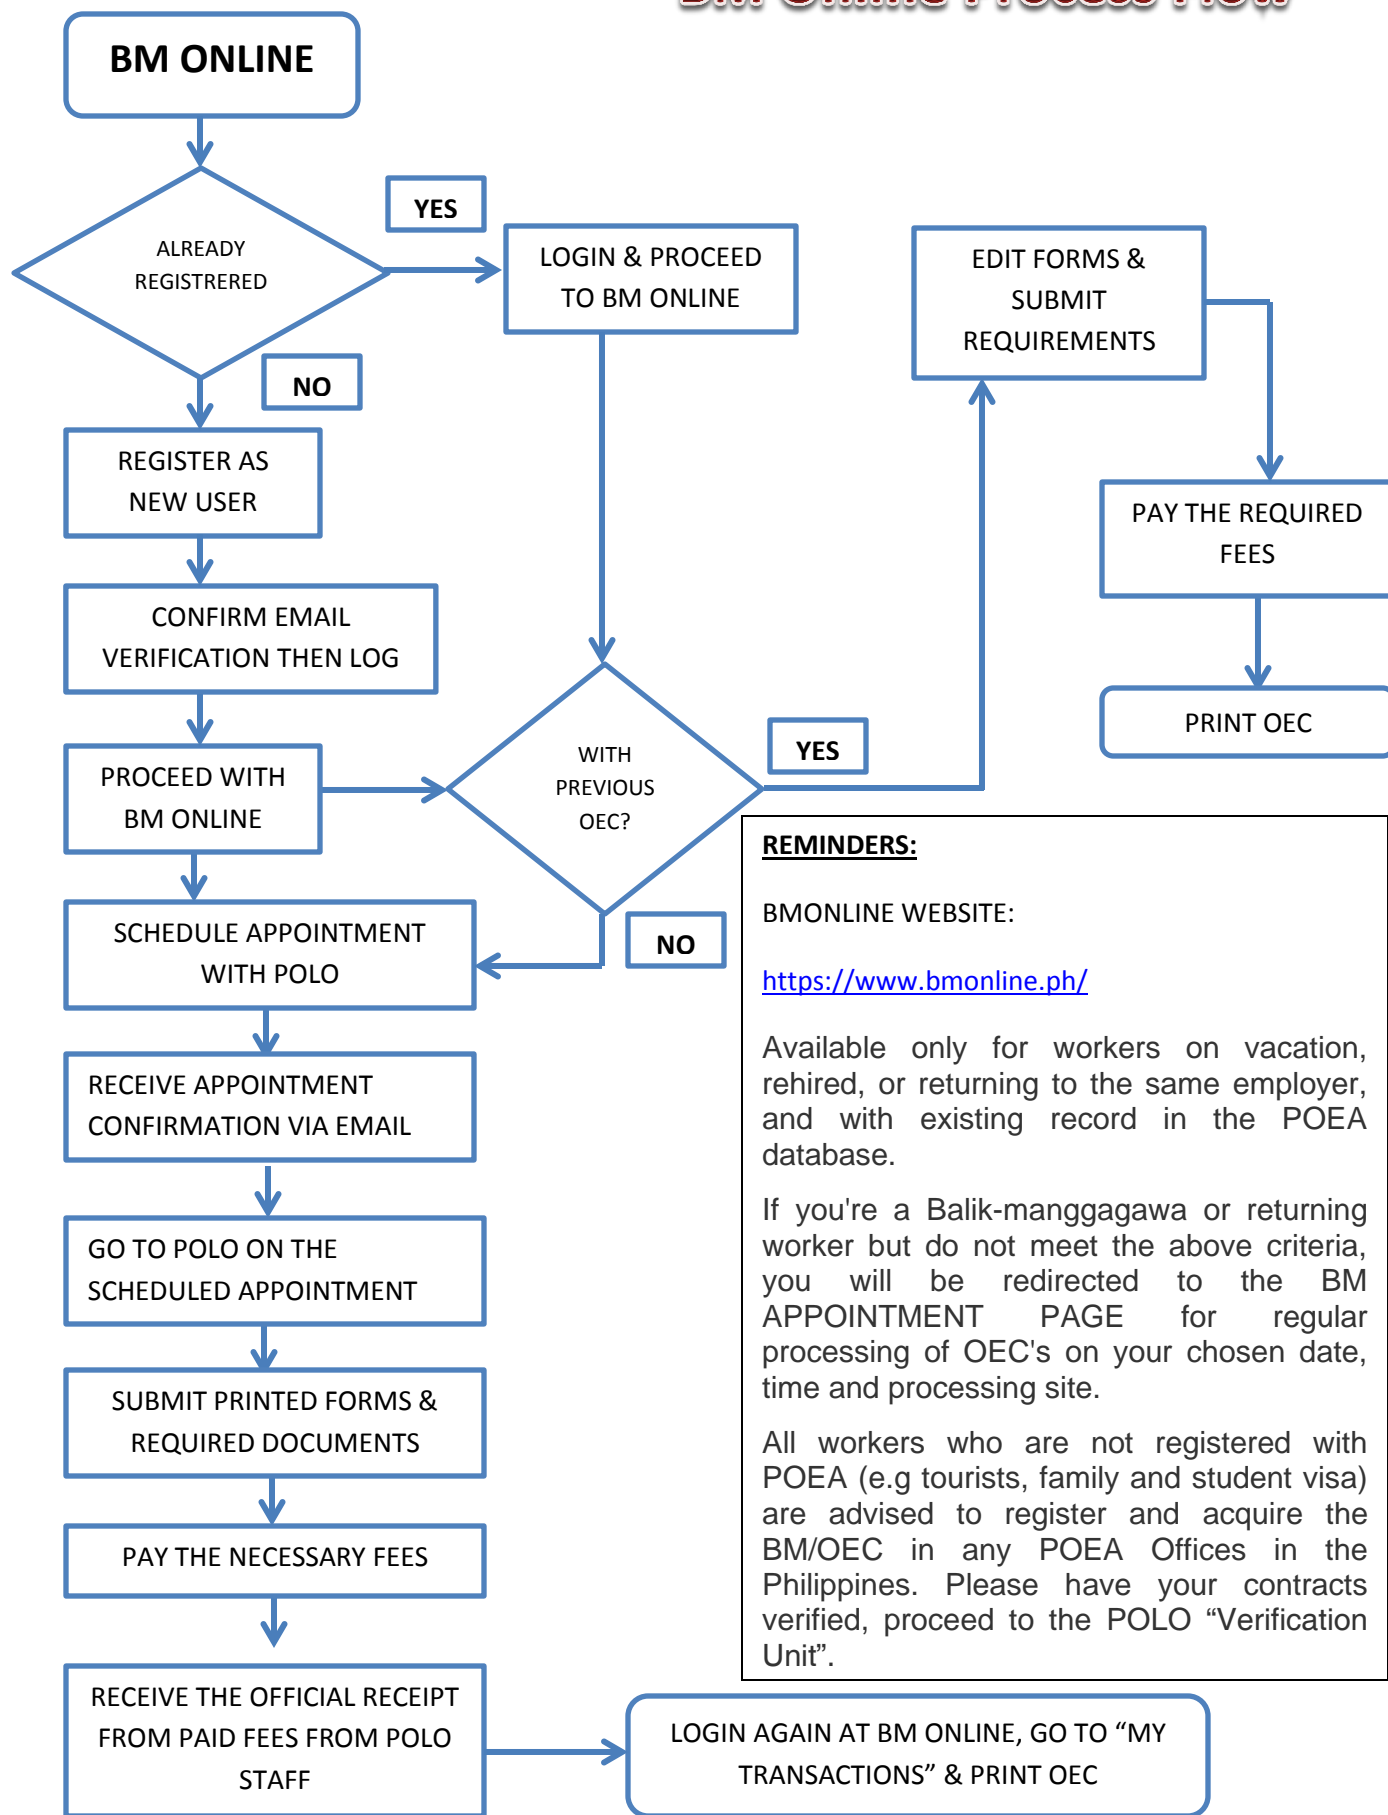 BM Online Process Flow
BM ONLINE
ALREADY
REGISTRERED
YES
LOGIN & PROCEED
TO BM ONLINE
NO
REGISTER AS
NEW USER
CONFIRM EMAIL
VERIFICATION THEN LOG
PROCEED WITH
BM ONLINE
WITH
PREVIOUS
OEC?
YES
EDIT FORMS &
SUBMIT
REQUIREMENTS
PAY THE REQUIRED
FEES
PRINT OEC
NO
SCHEDULE APPOINTMENT
WITH POLO
RECEIVE APPOINTMENT
CONFIRMATION VIA EMAIL
GO TO POLO ON THE
SCHEDULED APPOINTMENT
SUBMIT PRINTED FORMS &
REQUIRED DOCUMENTS
PAY THE NECESSARY FEES
RECEIVE THE OFFICIAL RECEIPT
FROM PAID FEES FROM POLO
STAFF
LOGIN AGAIN AT BM ONLINE, GO TO “MY
TRANSACTIONS” & PRINT OEC
REMINDERS:
BMONLINE WEBSITE:
https://www.bmonline.ph/
Available only for workers on vacation,
rehired, or returning to the same employer,
and with existing record in the POEA
database.
If you're a Balik-manggagawa or returning
worker but do not meet the above criteria,
you will be redirected to the BM
APPOINTMENT PAGE for regular
processing of OEC's on your chosen date,
time and processing site.
All workers who are not registered with
POEA (e.g tourists, family and student visa)
are advised to register and acquire the
BM/OEC in any POEA Offices in the
Philippines. Please have your contracts
verified, proceed to the POLO “Verification
Unit”.